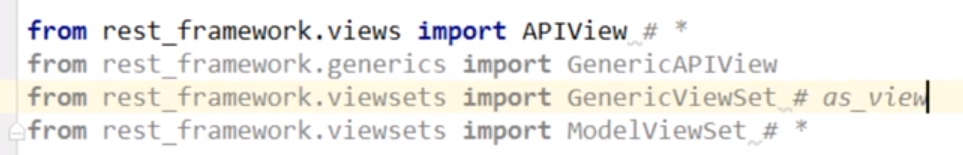 from rest_framework.views import APIView # *
from rest_framework.generics import GenericAPIView
from rest_framework.viewsets import GenericViewSet # as_view
from rest_framework.viewsets import ModelViewSet # *